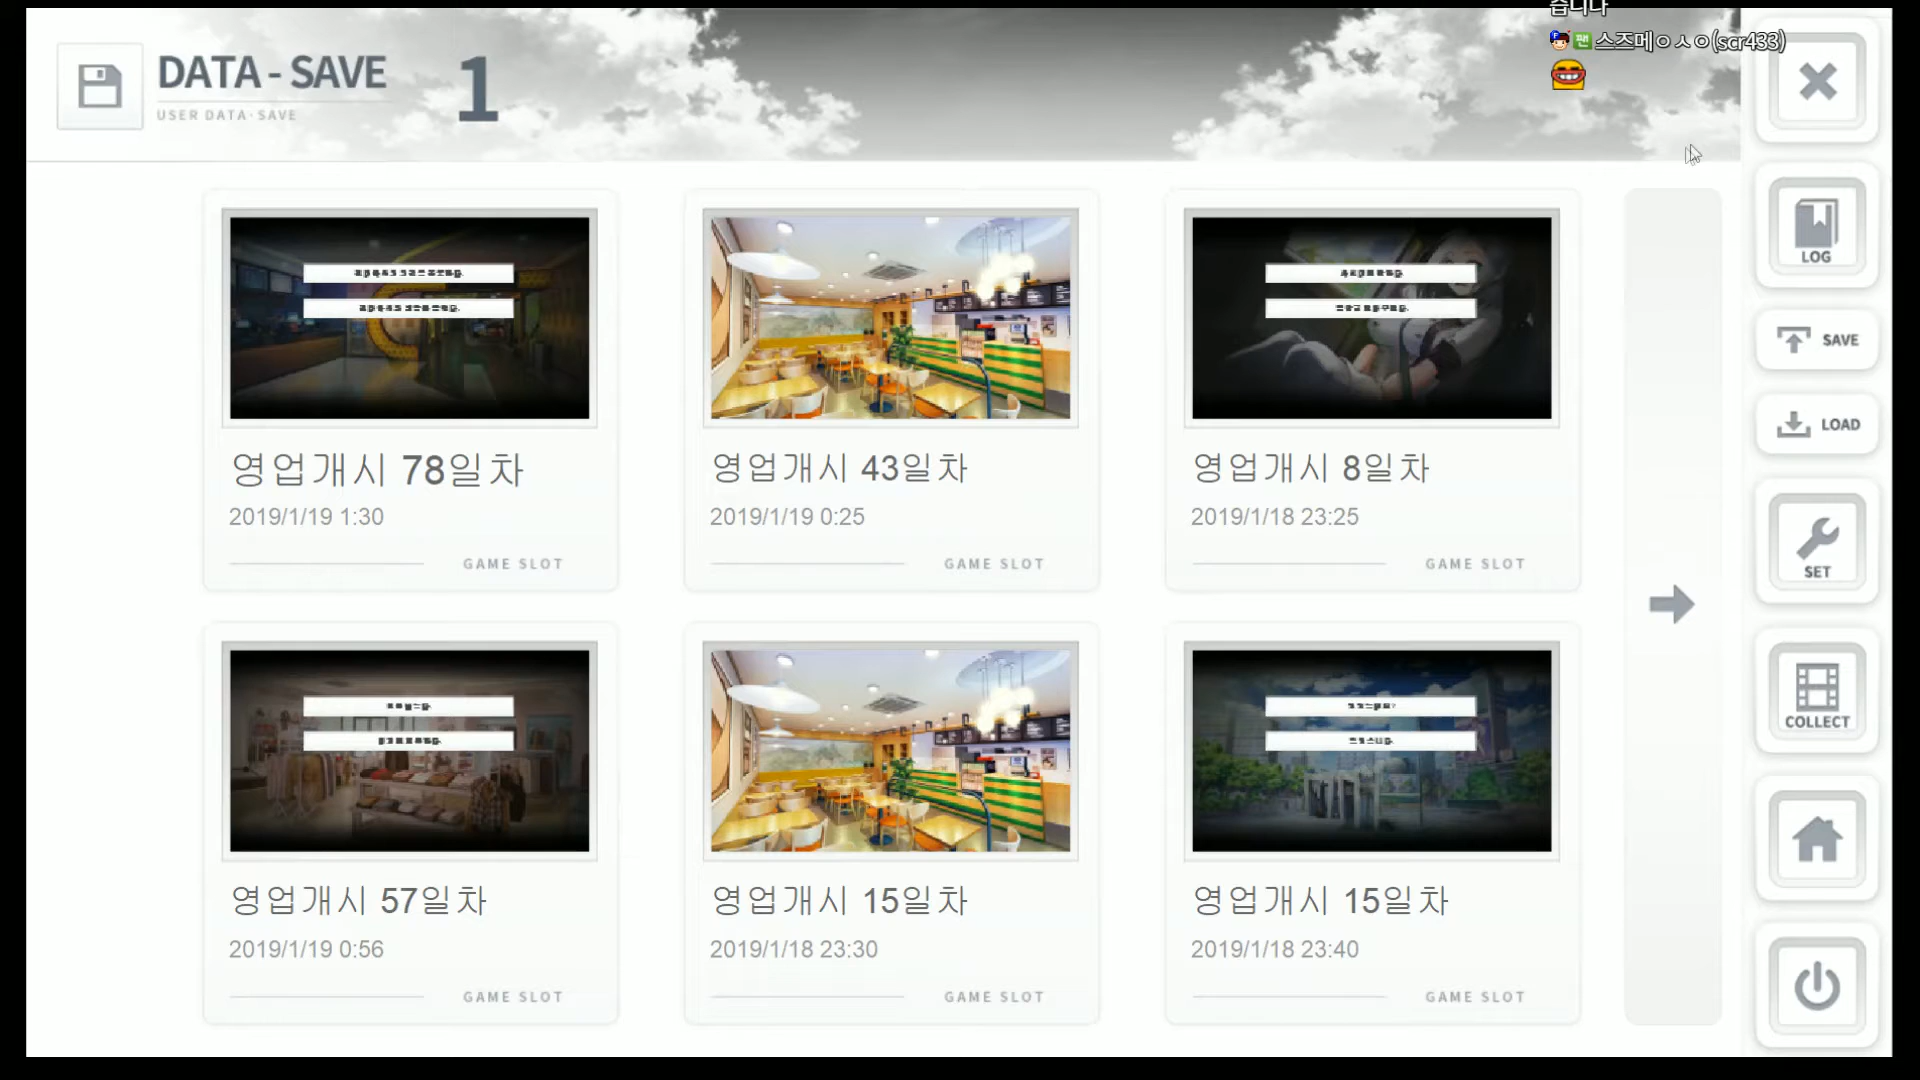 습니다
팬 스즈메ㅇㅅㅇ(scr433)
DATA - SAVE
USER DATA·SAVE
1
LOG
SAVE
LOAD
SET
COLLECT
영업개시 78일차
2019/1/19 1:30
GAME SLOT
영업개시 43일차
2019/1/19 0:25
GAME SLOT
영업개시 8일차
2019/1/18 23:25
GAME SLOT
영업개시 57일차
2019/1/19 0:56
GAME SLOT
영업개시 15일차
2019/1/18 23:30
GAME SLOT
영업개시 15일차
2019/1/18 23:40
GAME SLOT